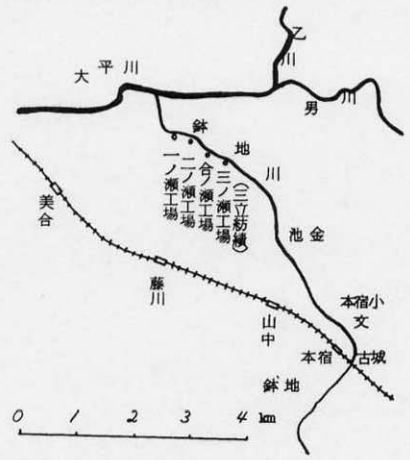 乙川
大平川
男川
鉢地川
一ノ瀬工場
二ノ瀬工場
合ノ瀬工場
三ノ瀬工場
(三立紡績)
池金
美合
藤川
山中
本宿小文
本宿
古城
鉢地
0 1 2 3 4 km